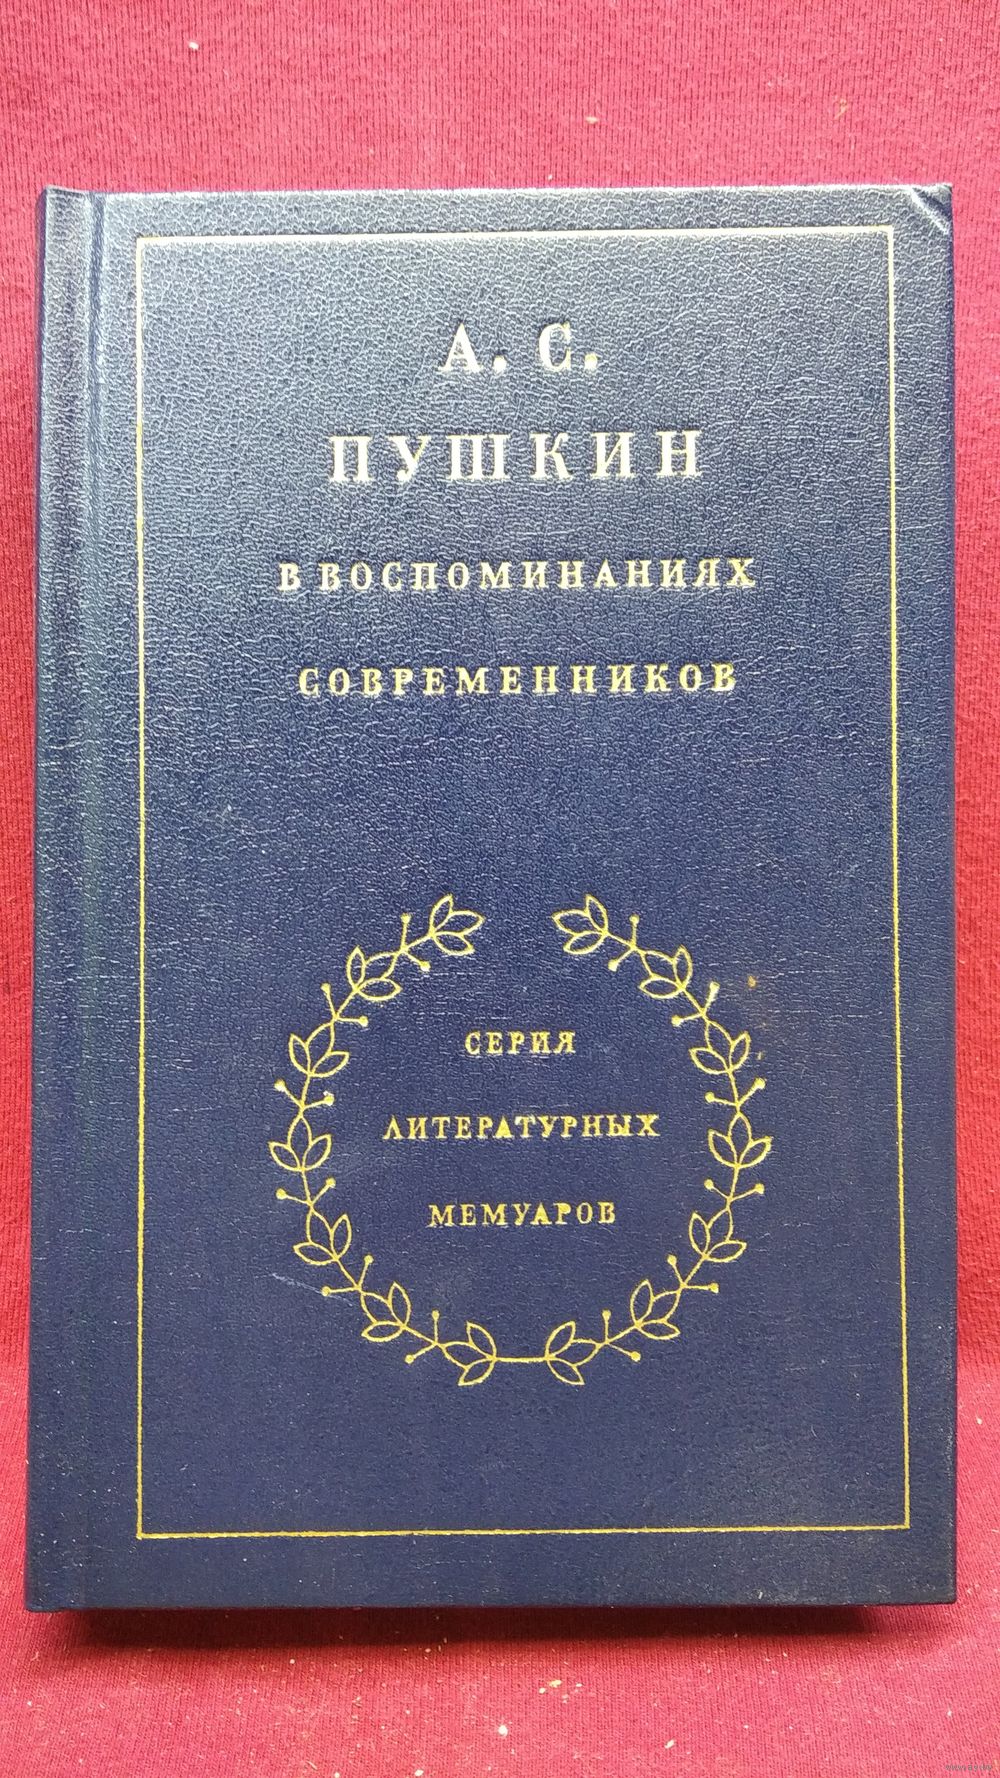 А. С.
ПУШКИН
В ВОСПОМИНАНИЯХ
СОВРЕМЕННИКОВ
СЕРИЯ
ЛИТЕРАТУРНЫХ
МЕМУАРОВ